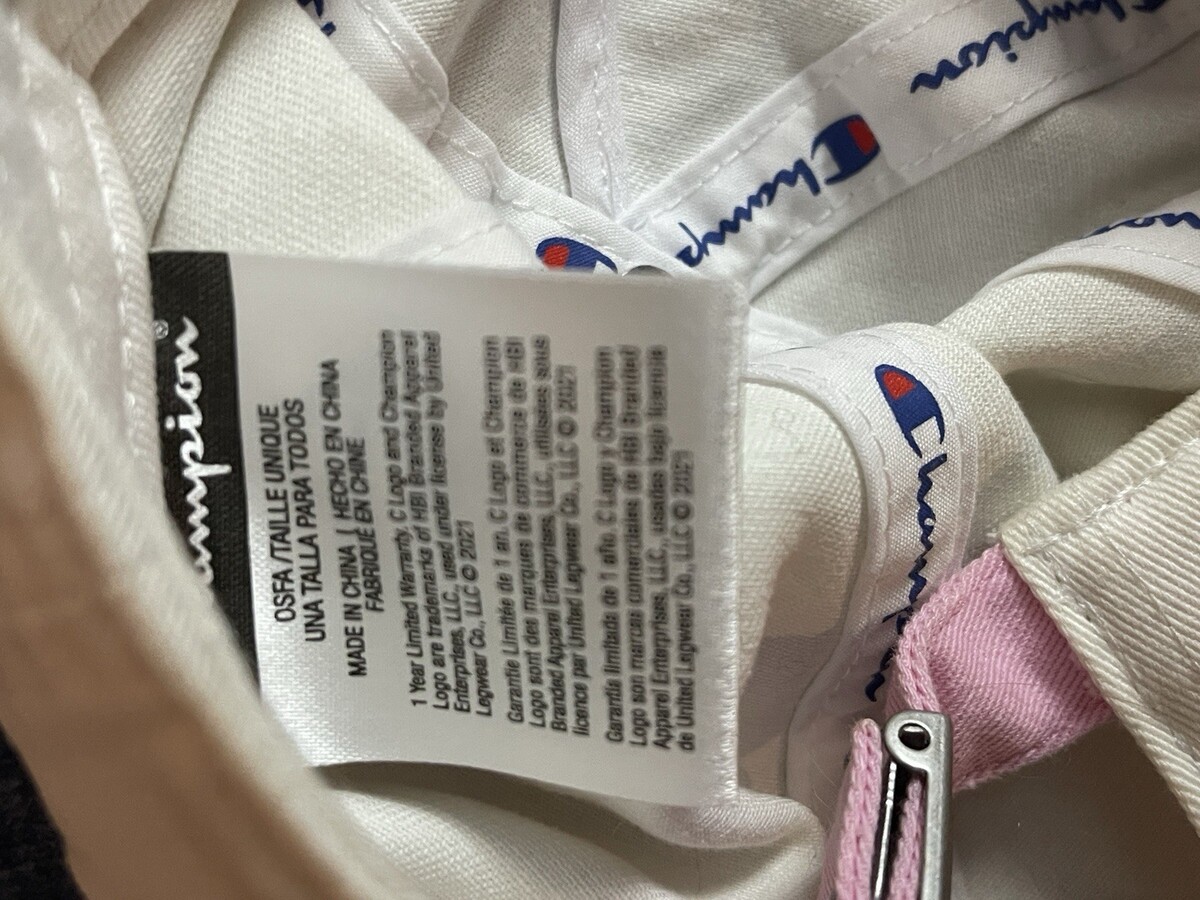 OSFA /TAILLE UNIQUE
UNA TALLA PARA TODOS
MADE IN CHINA | HECHO EN CHINA
FABRIQUÉ EN CHINE
1 Year Limited Warranty. C Logo and Champion
Logo are trademarks of HBI Branded Apparel
Enterprises, LLC., used under license by United
Legwear Co., LLC © 2021
Garantie Limitée de 1 an. C Logo et Champion
Logo sont des marques de commerce de HBI
Branded Apparel Enterprises, LLC., utilisées sous
licence par United Legwear Co., LLC © 2021
Garantía limitada de 1 año. C Logo y Champion
Logo son marcas comerciales de HBI Branded
Apparel Enterprises, LLC., usadas bajo licencia
de United Legwear Co., LLC © 2021
Champion
Champ
Champion